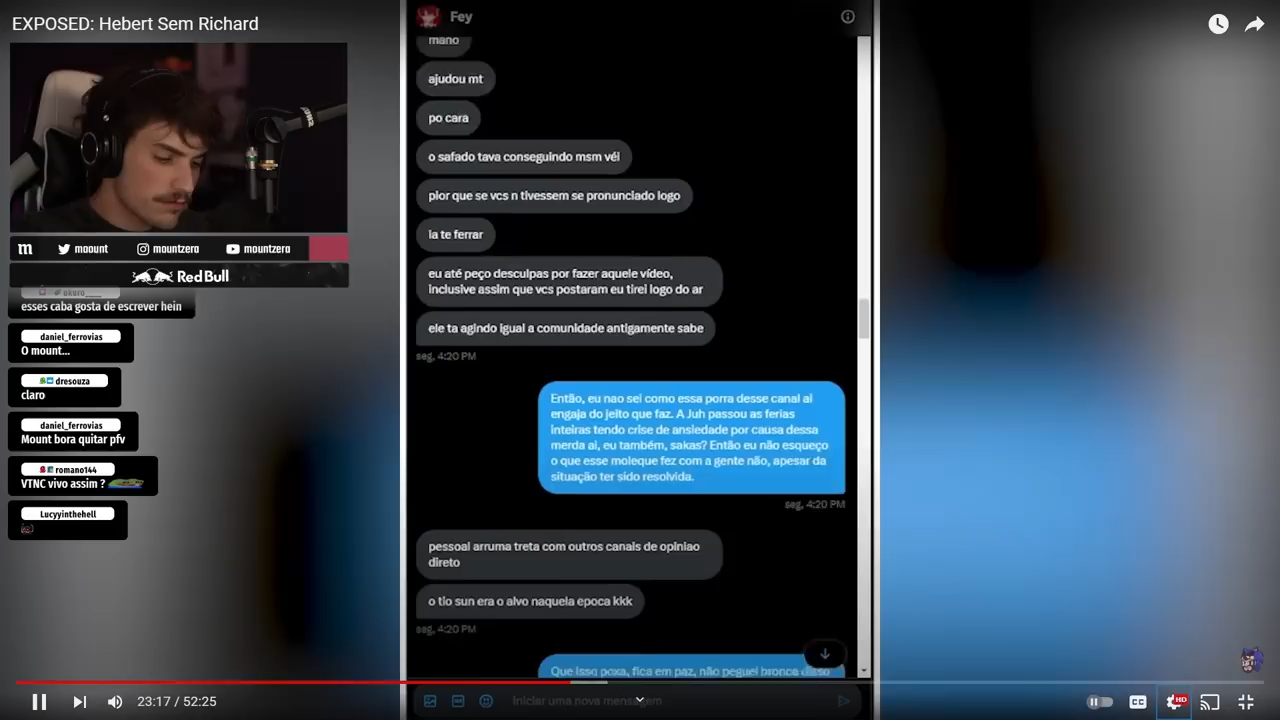 EXPOSED: Hebert Sem Richard
Fey
mano
ajudou mt
po cara
o safado tava conseguindo msm véi
pior que se vcs n tivessem se pronunciado logo
ia te ferrar
eu até peço desculpas por fazer aquele vídeo,
inclusive assim que vcs postaram eu tirei logo do ar
ele ta agindo igual a comunidade antigamente sabe
seg, 4:20 PM
Então, eu nao sei como essa porra desse canal ai
engaja do jeito que faz. A Juh passou as ferias
inteiras tendo crise de ansiedade por causa dessa
merda ai, eu também, sakas? Então eu não esqueço
o que esse moleque fez com a gente não, apesar da
situação ter sido resolvida.
seg, 4:20 PM
pessoal arruma treta com outros canais de opiniao
direto
o tio sun era o alvo naquela epoca kkk
seg, 4:20 PM
Que isso poxa, fica em paz, não peguei bronca disso
Iniciar uma nova mensagem
m moount mountzera mountzera
Red Bull
okuro____
esses caba gosta de escrever hein
daniel_ferrovias
O mount...
dresouza
claro
daniel_ferrovias
Mount bora quitar pfv
romano144
VTNC vivo assim ?
Lucyyinthehell
23:17 / 52:25
CC
HD